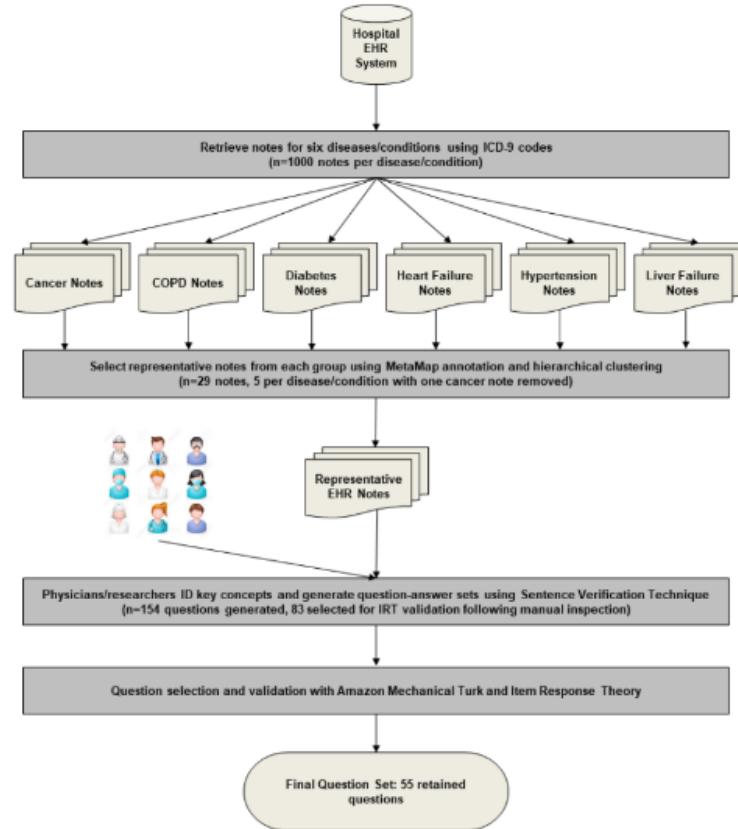 Hospital
EHR
System
Retrieve notes for six diseases/conditions using ICD-9 codes
(n=1000 notes per disease/condition)
Cancer Notes
COPD Notes
Diabetes
Notes
Heart Failure
Notes
Hypertension
Notes
Liver Failure
Notes
Select representative notes from each group using MetaMap annotation and hierarchical clustering
(n=29 notes, 5 per disease/condition with one cancer note removed)
Representative
EHR Notes
Physicians/researchers ID key concepts and generate question-answer sets using Sentence Verification Technique
(n=154 questions generated, 83 selected for IRT validation following manual inspection)
Question selection and validation with Amazon Mechanical Turk and Item Response Theory
Final Question Set: 55 retained
questions